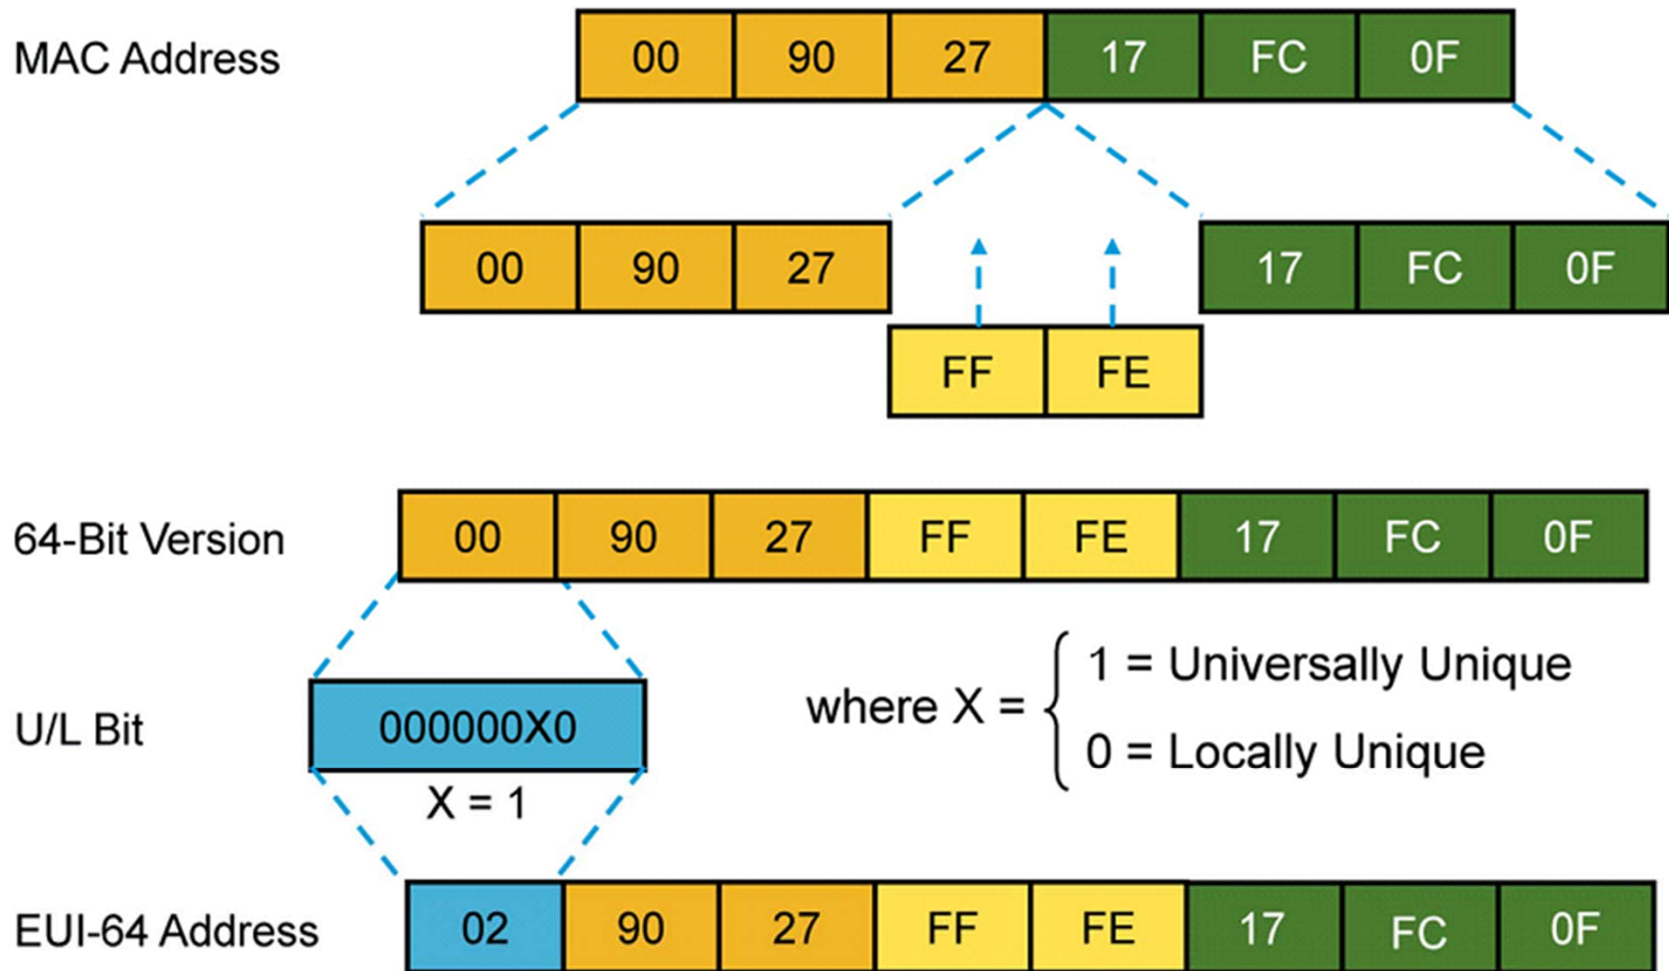 MAC Address 00 90 27 17 FC 0F
00 90 27 17 FC 0F
FF FE
64-Bit Version 00 90 27 FF FE 17 FC 0F
1 = Universally Unique
where X =
U/L Bit 000000X0
0 = Locally Unique
X = 1
EUI-64 Address 02 90 27 FF FE 17 FC 0F